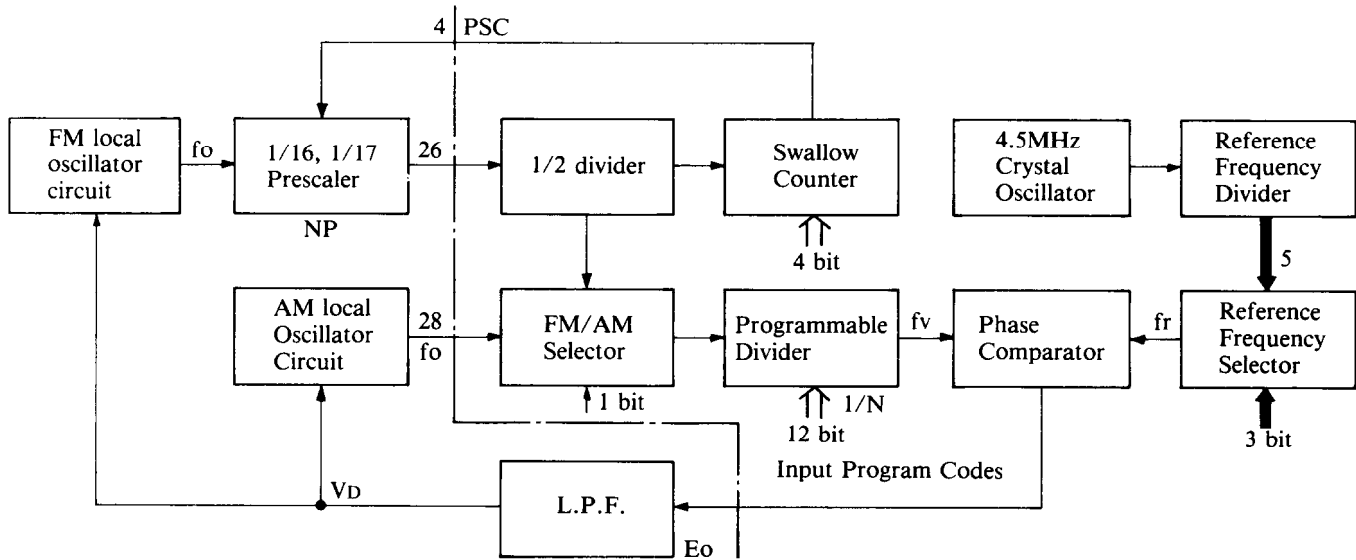 4 PSC
FM local
oscillator
circuit
fo
1/16, 1/17
Prescaler
NP
26
1/2 divider
Swallow
Counter
4 bit
4.5MHz
Crystal
Oscillator
Reference
Frequency
Divider
5
AM local
Oscillator
Circuit
28
fo
FM/AM
Selector
1 bit
Programmable
Divider
1/N
12 bit
fv
Phase
Comparator
fr
Reference
Frequency
Selector
3 bit
Input Program Codes
VD
L.P.F.
Eo